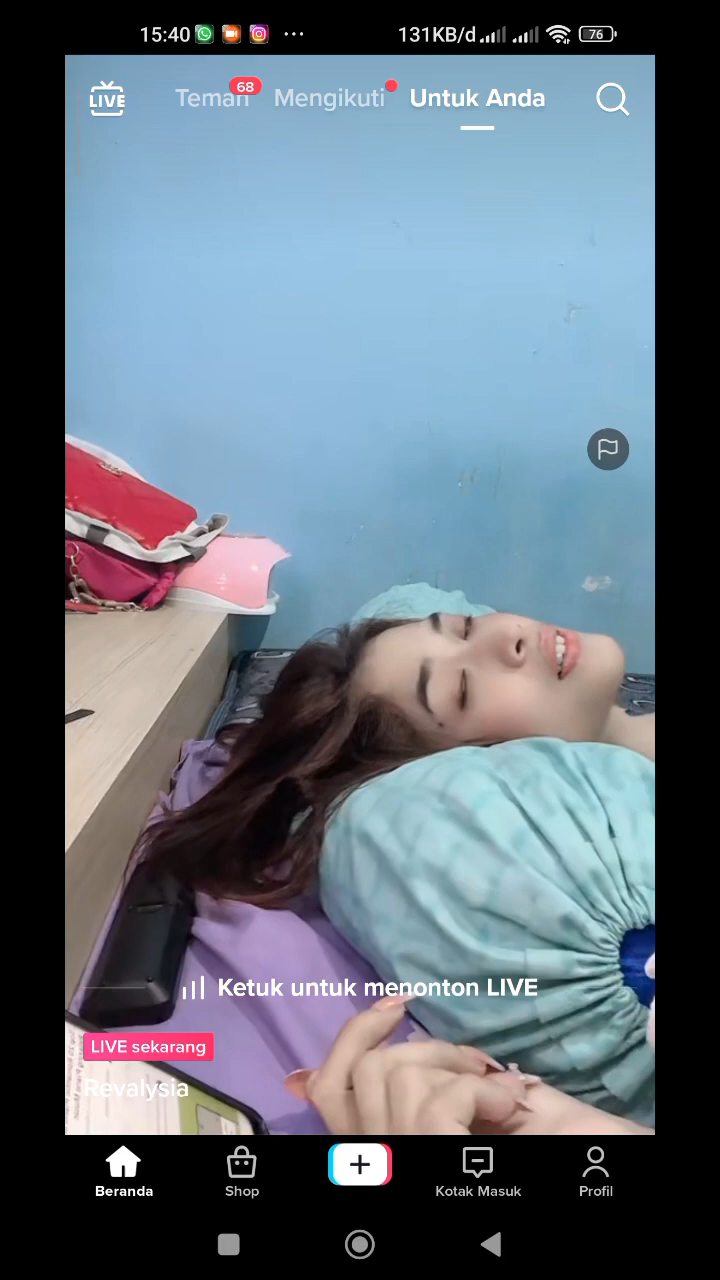 15:40 ... 131KB/d 76
LIVE Teman 68 Mengikuti Untuk Anda
Ketuk untuk menonton LIVE
LIVE sekarang
Revalysia
Beranda Shop Kotak Masuk Profil